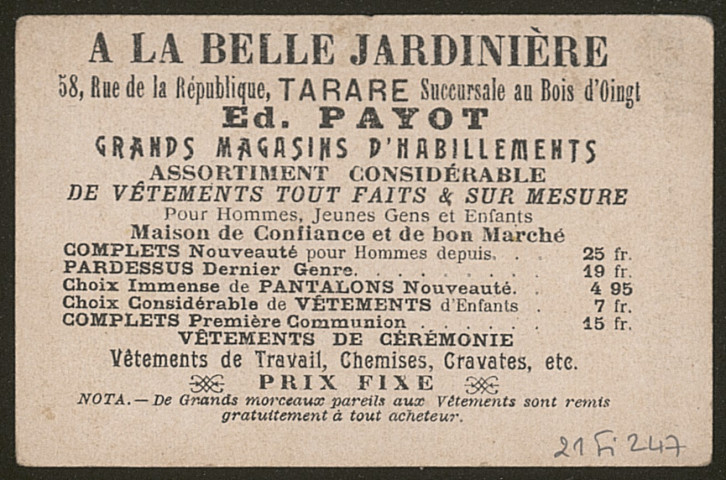 A LA BELLE JARDINIÈRE
58, Rue de la République, TARARE Succursale au Bois d'Oingt
Ed. PAYOT
GRANDS MAGASINS D'HABILLEMENTS
ASSORTIMENT CONSIDÉRABLE
DE VÊTEMENTS TOUT FAITS & SUR MESURE
Pour Hommes, Jeunes Gens et Enfants
Maison de Confiance et de bon Marché
COMPLETS Nouveauté pour Hommes depuis. . . 25 fr.
PARDESSUS Dernier Genre. . . . . . . . . 19 fr.
Choix Immense de PANTALONS Nouveauté. . 4 95
Choix Considérable de VÊTEMENTS d'Enfants . 7 fr.
COMPLETS Première Communion . . . . . . 15 fr.
VÊTEMENTS DE CÉRÉMONIE
Vêtements de Travail, Chemises, Cravates, etc.
PRIX FIXE
NOTA. — De Grands morceaux pareils aux Vêtements sont remis
gratuitement à tout acheteur.
21 Fi 247